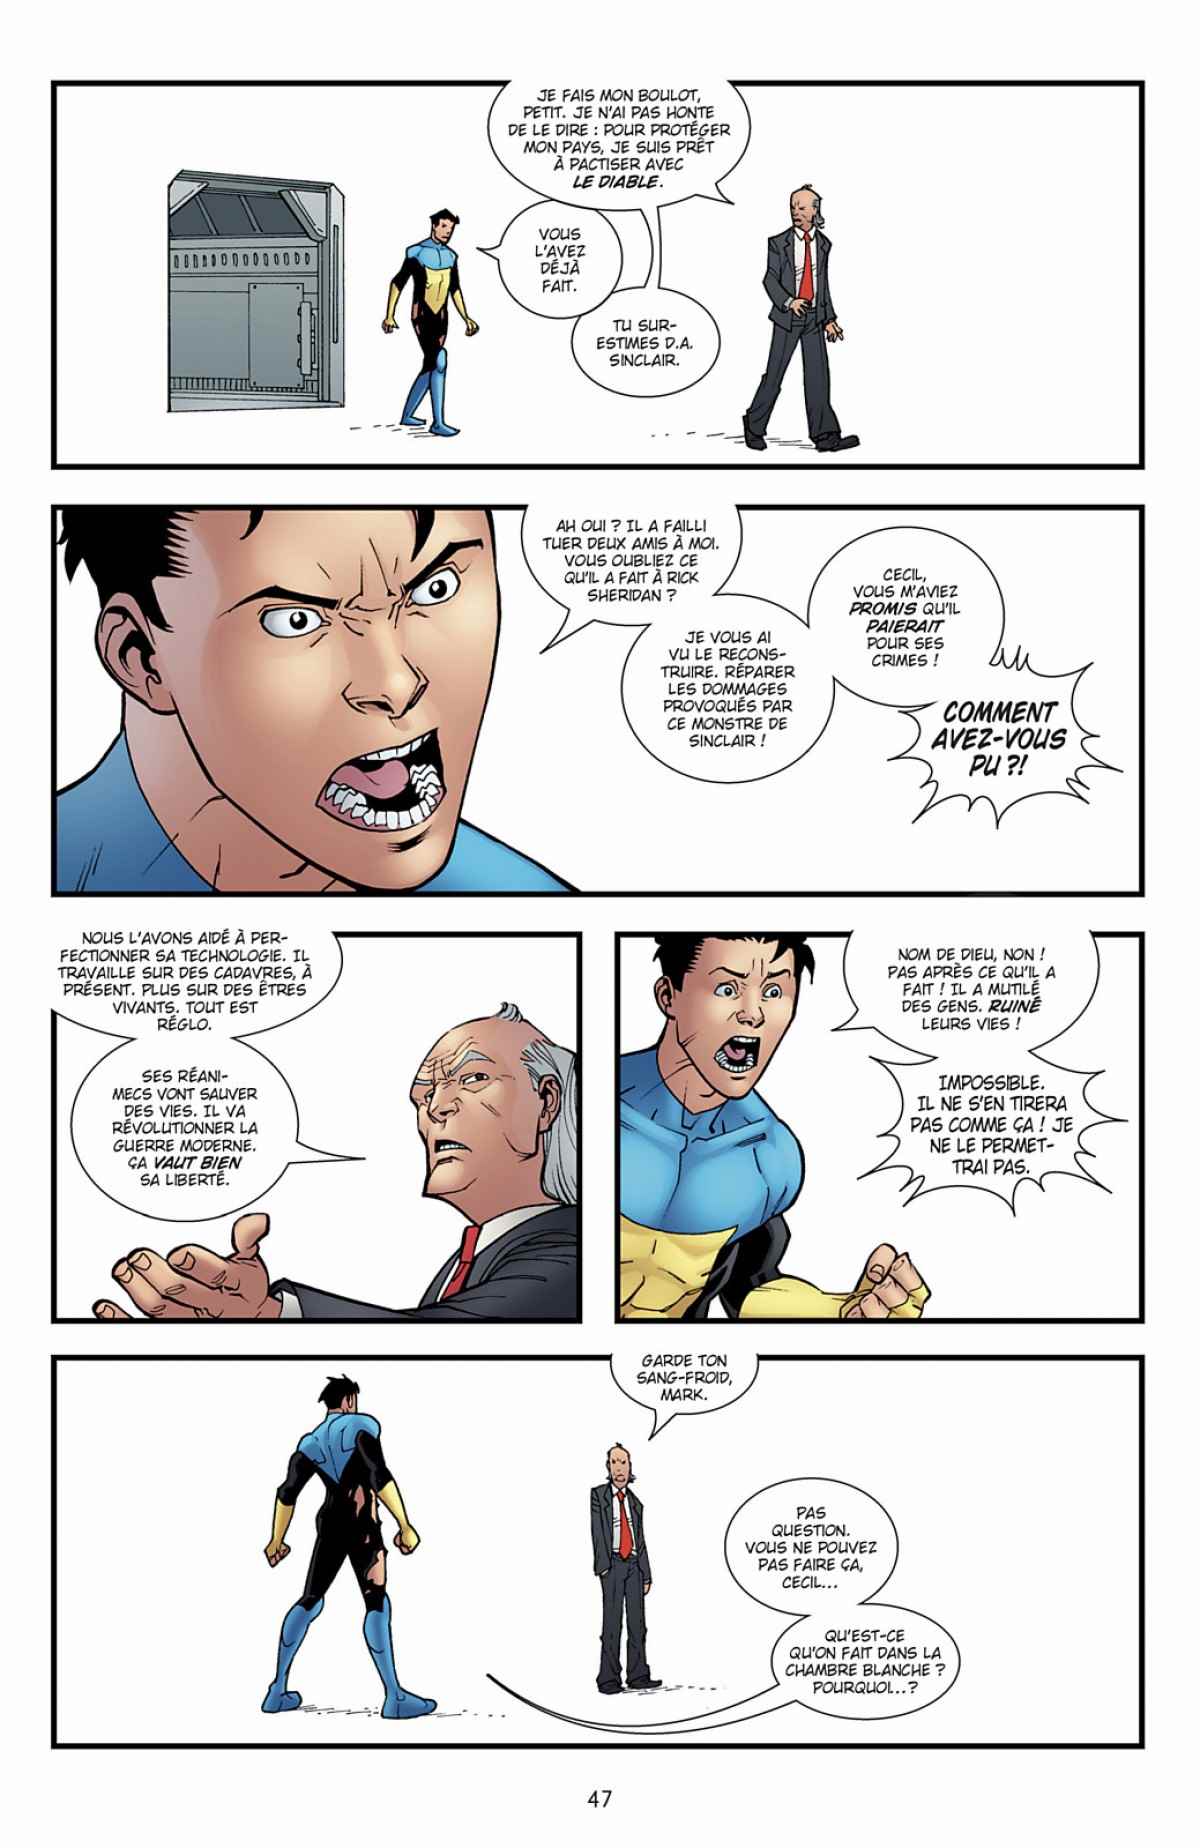 JE FAIS MON BOULOT,
PETIT. JE N'AI PAS HONTE
DE LE DIRE : POUR PROTÉGER
MON PAYS, JE SUIS PRÊT
À PACTISER AVEC
LE DIABLE.
VOUS
L'AVEZ
DÉJÀ
FAIT.
TU SUR-
ESTIMES D.A.
SINCLAIR.
AH OUI ? IL A FAILLI
TUER DEUX AMIS À MOI.
VOUS OUBLIEZ CE
QU'IL A FAIT À RICK
SHERIDAN ?
JE VOUS AI
VU LE RECONS-
TRUIRE. RÉPARER
LES DOMMAGES
PROVOQUÉS PAR
CE MONSTRE DE
SINCLAIR !
CECIL,
VOUS M'AVIEZ
PROMIS QU'IL
PAIERAIT
POUR SES
CRIMES !
COMMENT
AVEZ-VOUS
PU ?!
NOUS L'AVONS AIDÉ À PER-
FECTIONNER SA TECHNOLOGIE. IL
TRAVAILLE SUR DES CADAVRES, À
PRÉSENT. PLUS SUR DES ÊTRES
VIVANTS. TOUT EST
RÉGLO.
SES RÉANI-
MECS VONT SAUVER
DES VIES. IL VA
RÉVOLUTIONNER LA
GUERRE MODERNE.
ÇA VAUT BIEN
SA LIBERTÉ.
NOM DE DIEU, NON !
PAS APRÈS CE QU'IL A
FAIT ! IL A MUTILÉ
DES GENS. RUINÉ
LEURS VIES !
IMPOSSIBLE.
IL NE S'EN TIRERA
PAS COMME ÇA ! JE
NE LE PERMET-
TRAI PAS.
GARDE TON
SANG-FROID,
MARK.
PAS
QUESTION.
VOUS NE POUVEZ
PAS FAIRE ÇA,
CECIL...
QU'EST-CE
QU'ON FAIT DANS LA
CHAMBRE BLANCHE ?
POURQUOI...?
47